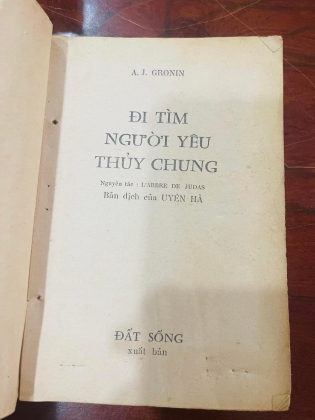 A. J. GRONIN
ĐI TÌM
NGƯỜI YÊU
THỦY CHUNG
Nguyên tác : L'ARBRE DE JUDAS
Bản dịch của UYÊN HÀ
ĐẤT SỐNG
xuất bản